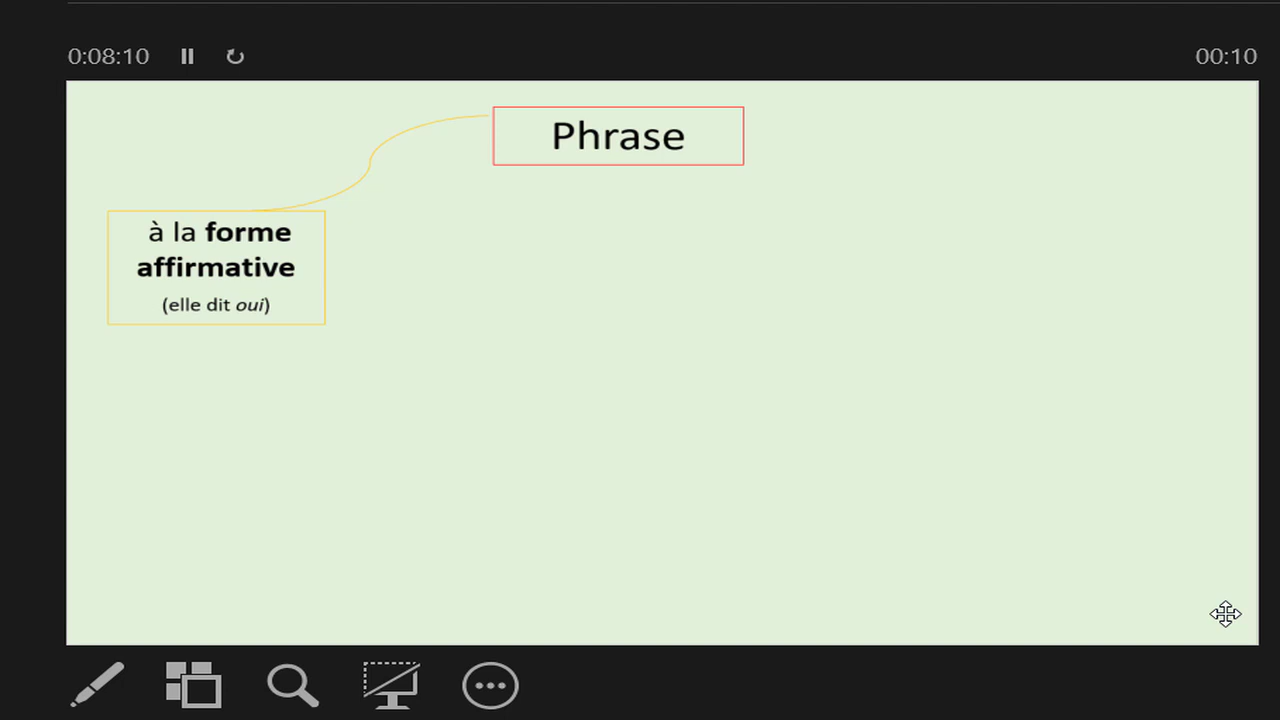 0:08:10
00:10
Phrase
à la forme
affirmative
(elle dit oui)